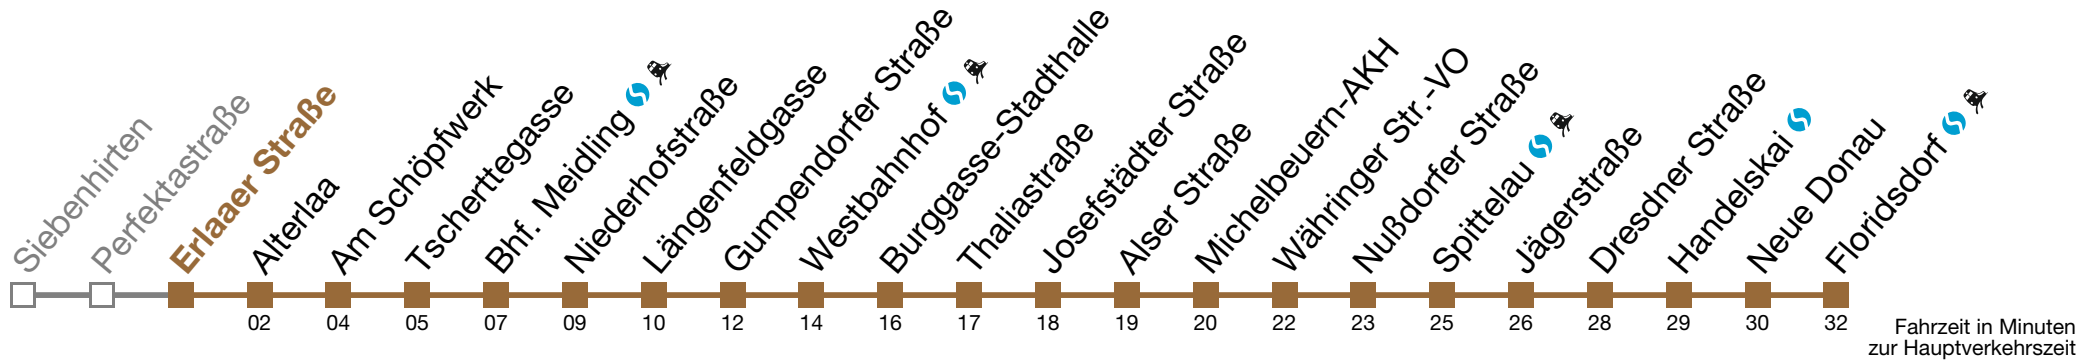 Siebenhirten
Perfektastraße
Erlaaer Straße
Alterlaa
Am Schöpfwerk
Tscherttegasse
Bhf. Meidling
Niederhofstraße
Längenfeldgasse
Gumpendorfer Straße
Westbahnhof
Burggasse-Stadthalle
Thaliastraße
Josefstädter Straße
Alser Straße
Michelbeuern-AKH
Währinger Str.-VO
Nußdorfer Straße
Spittelau
Jägerstraße
Dresdner Straße
Handelskai
Neue Donau
Floridsdorf
02 04 05 07 09 10 12 14 16 17 18 19 20 22 23 25 26 28 29 30 32
Fahrzeit in Minuten
zur Hauptverkehrszeit